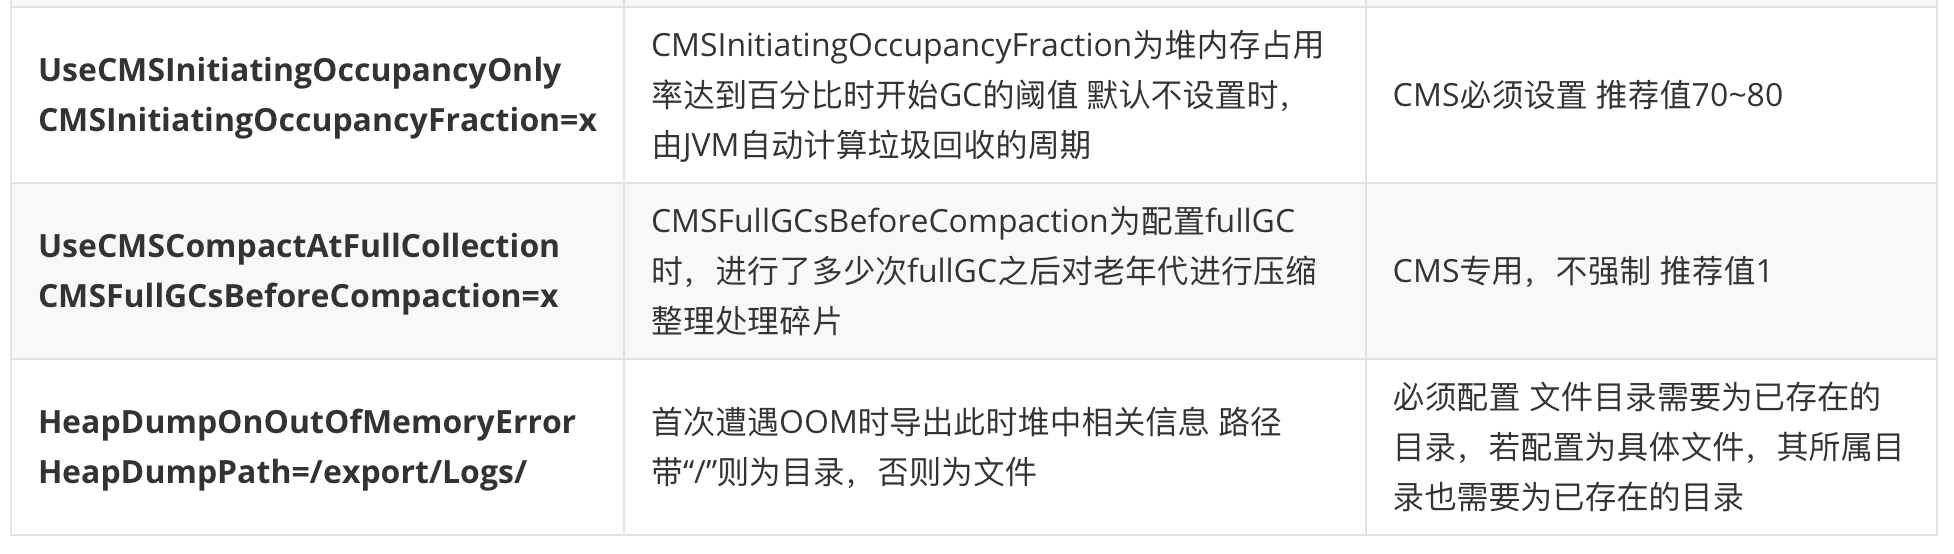 UseCMSInitiatingOccupancyOnly
CMSInitiatingOccupancyFraction=x
CMSInitiatingOccupancyFraction为堆内存占用
率达到百分比时开始GC的阈值 默认不设置时，
由JVM自动计算垃圾回收的周期
CMS必须设置 推荐值70~80
UseCMSCompactAtFullCollection
CMSFullGCsBeforeCompaction=x
CMSFullGCsBeforeCompaction为配置fullGC
时，进行了多少次fullGC之后对老年代进行压缩
整理处理碎片
CMS专用，不强制 推荐值1
HeapDumpOnOutOfMemoryError
HeapDumpPath=/export/Logs/
首次遭遇OOM时导出此时堆中相关信息 路径
带“/”则为目录，否则为文件
必须配置 文件目录需要为已存在的
目录，若配置为具体文件，其所属目
录也需要为已存在的目录